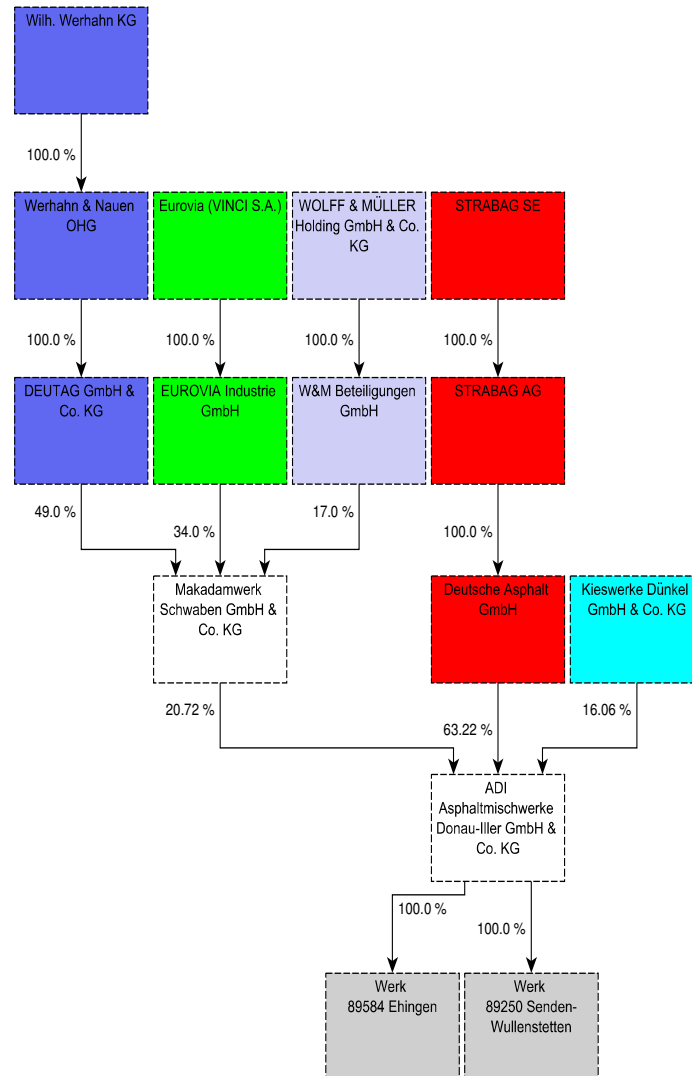 Wilh. Werhahn KG
100.0 %
Werhahn & Nauen
OHG
Eurovia (VINCI S.A.)
WOLFF & MÜLLER
Holding GmbH & Co.
KG
STRABAG SE
100.0 %
100.0 %
100.0 %
100.0 %
DEUTAG GmbH &
Co. KG
EUROVIA Industrie
GmbH
W&M Beteiligungen
GmbH
STRABAG AG
49.0 %
34.0 %
17.0 %
100.0 %
Makadamwerk
Schwaben GmbH &
Co. KG
Deutsche Asphalt
GmbH
Kieswerke Dünkel
GmbH & Co. KG
20.72 %
63.22 %
16.06 %
ADI
Asphaltmischwerke
Donau-Iller GmbH &
Co. KG
100.0 %
100.0 %
Werk
89584 Ehingen
Werk
89250 Senden-
Wullenstetten